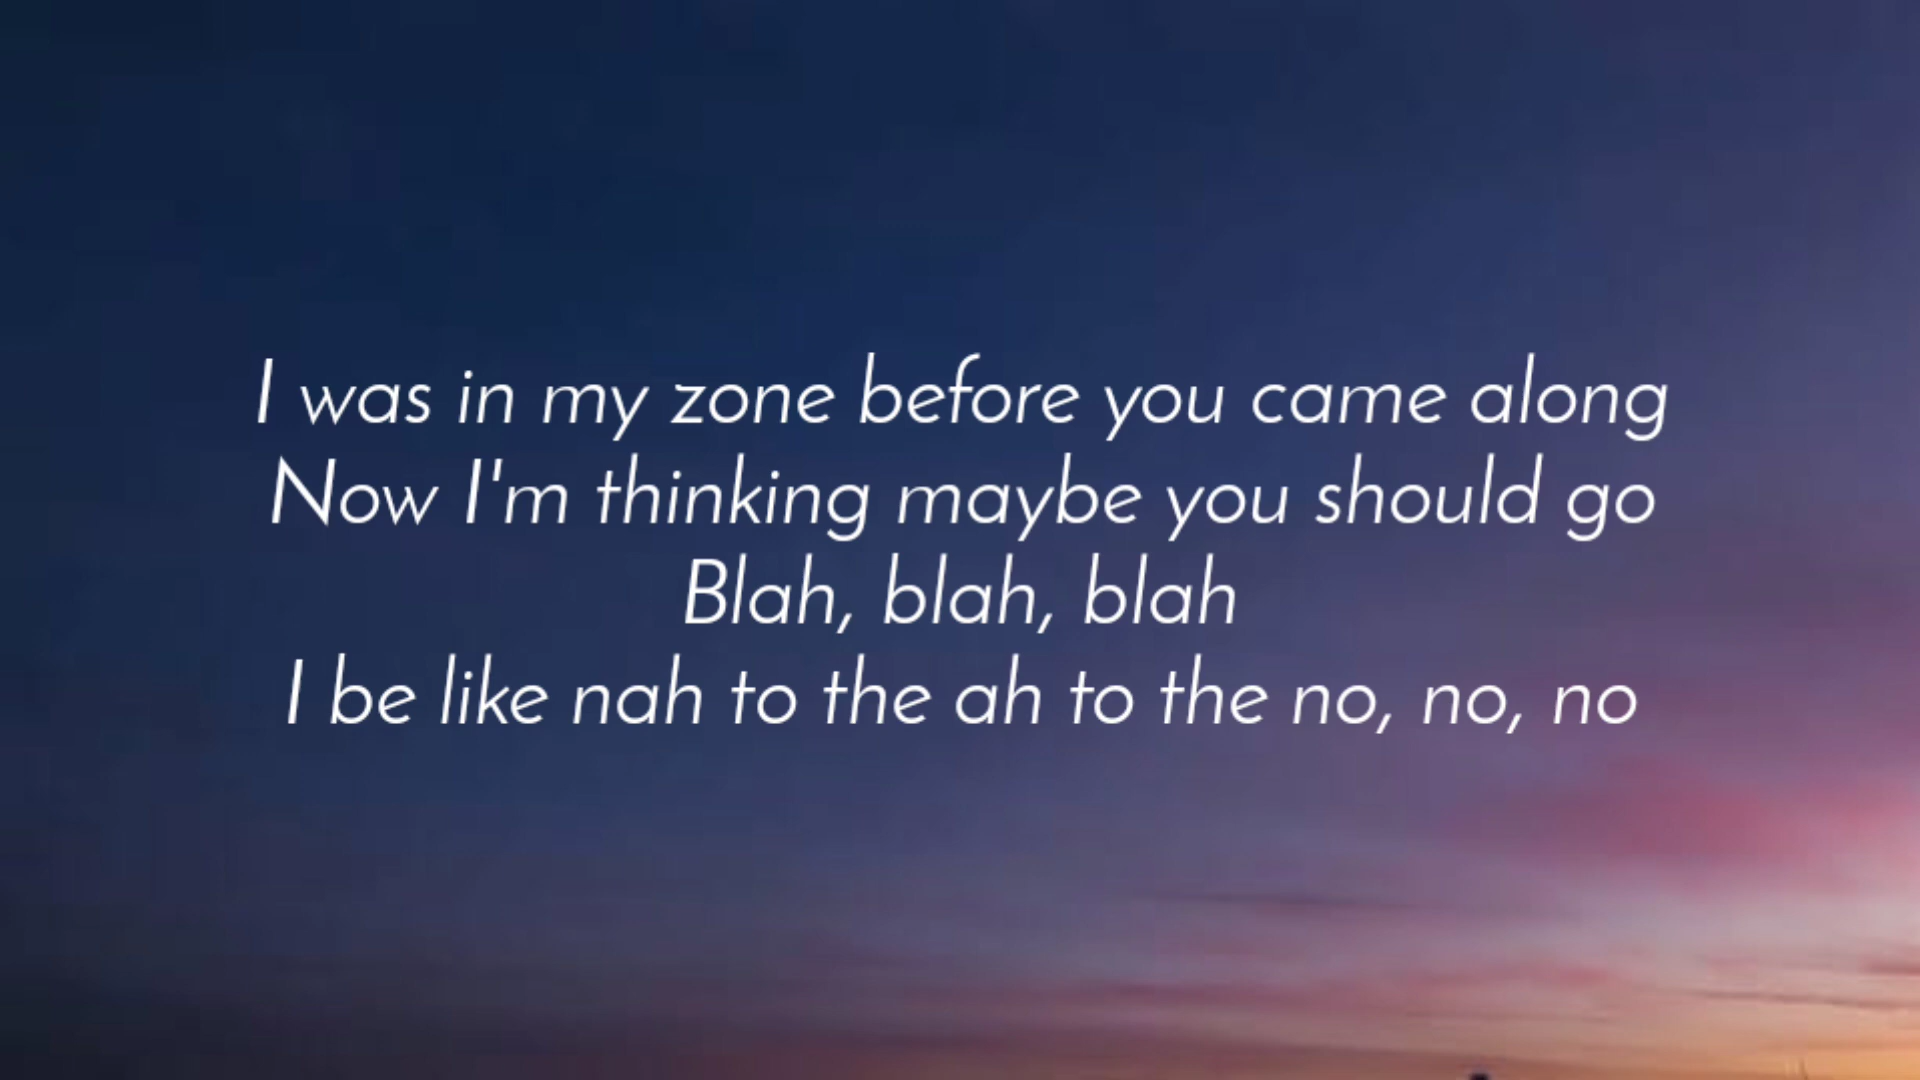 I was in my zone before you came along
Now I'm thinking maybe you should go
Blah, blah, blah
I be like nah to the ah to the no, no, no